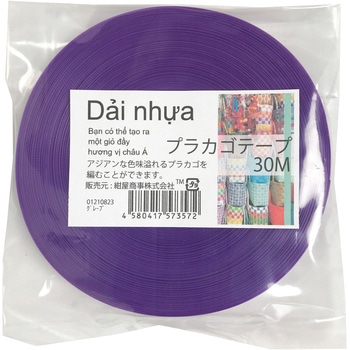 Dải nhựa
Bạn có thể tạo ra
một giỏ đầy
hương vị châu Á
プラカゴテープ
30M
アジアンな色味溢れるプラカゴを
編むことができます。
販売元:紺屋商事株式会社™
01210823
グレープ
4580417573572